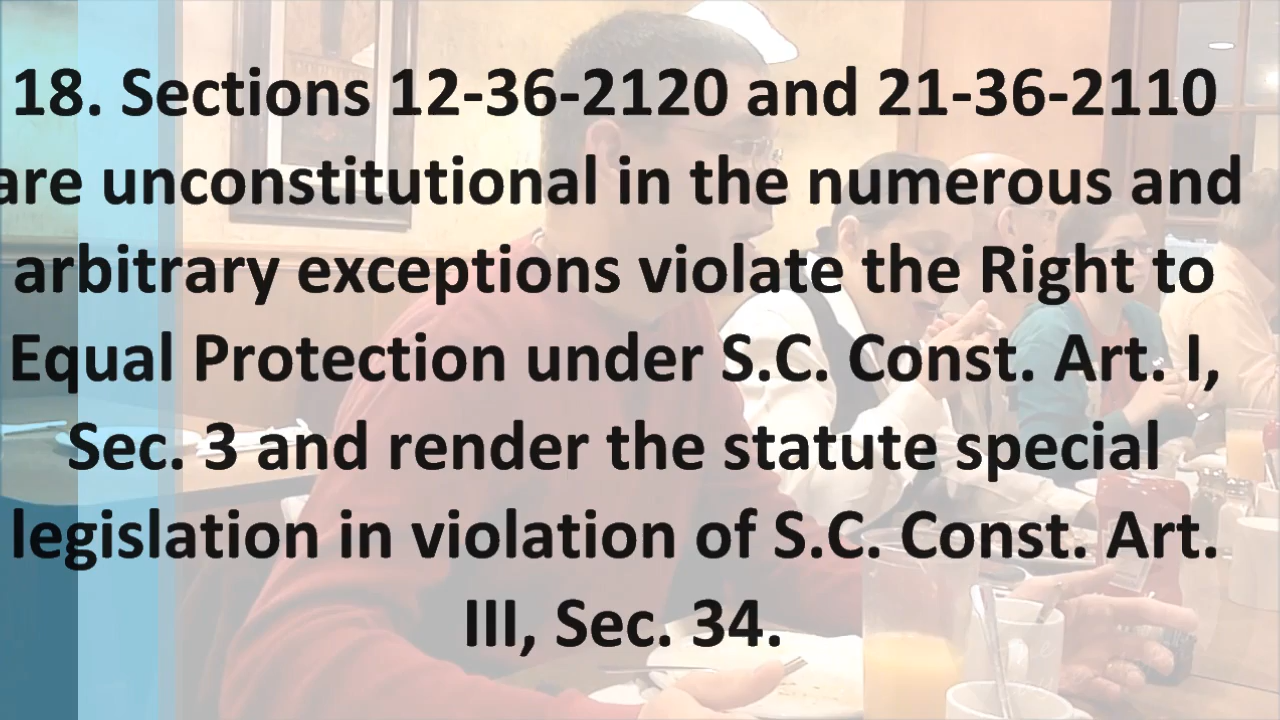 18. Sections 12-36-2120 and 21-36-2110
are unconstitutional in the numerous and
arbitrary exceptions violate the Right to
Equal Protection under S.C. Const. Art. I,
Sec. 3 and render the statute special
legislation in violation of S.C. Const. Art.
III, Sec. 34.